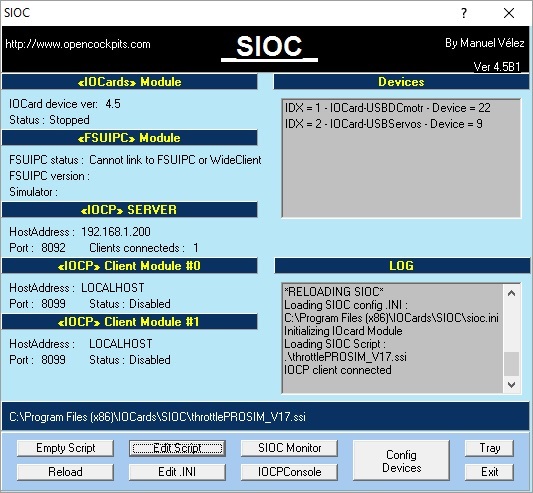 SIOC
http://www.opencockpits.com
_SIOC_
By Manuel Vélez
Ver 4.5B1
«IOCards» Module
IOCard device ver: 4.5
Status : Stopped
«FSUIPC» Module
FSUIPC status : Cannot link to FSUIPC or WideClient
FSUIPC version :
Simulator :
«IOCP» SERVER
HostAddress : 192.168.1.200
Port : 8092 Clients connecteds : 1
«IOCP» Client Module #0
HostAddress : LOCALHOST
Port : 8099 Status : Disabled
«IOCP» Client Module #1
HostAddress : LOCALHOST
Port : 8099 Status : Disabled
Devices
IDX = 1 - IOCard-USBDCmotr - Device = 22
IDX = 2 - IOCard-USBServos - Device = 9
LOG
*RELOADING SIOC*
Loading SIOC config .INI :
C:\Program Files (x86)\IOCards\SIOC\sioc.ini
Initializing IOcard Module
Loading SIOC Script :
.\throttlePROSIM_V17.ssi
IOCP client connected
C:\Program Files (x86)\IOCards\SIOC\throttlePROSIM_V17.ssi
Empty Script Edit Script SIOC Monitor Config Devices Tray
Reload Edit .INI IOCPConsole Exit